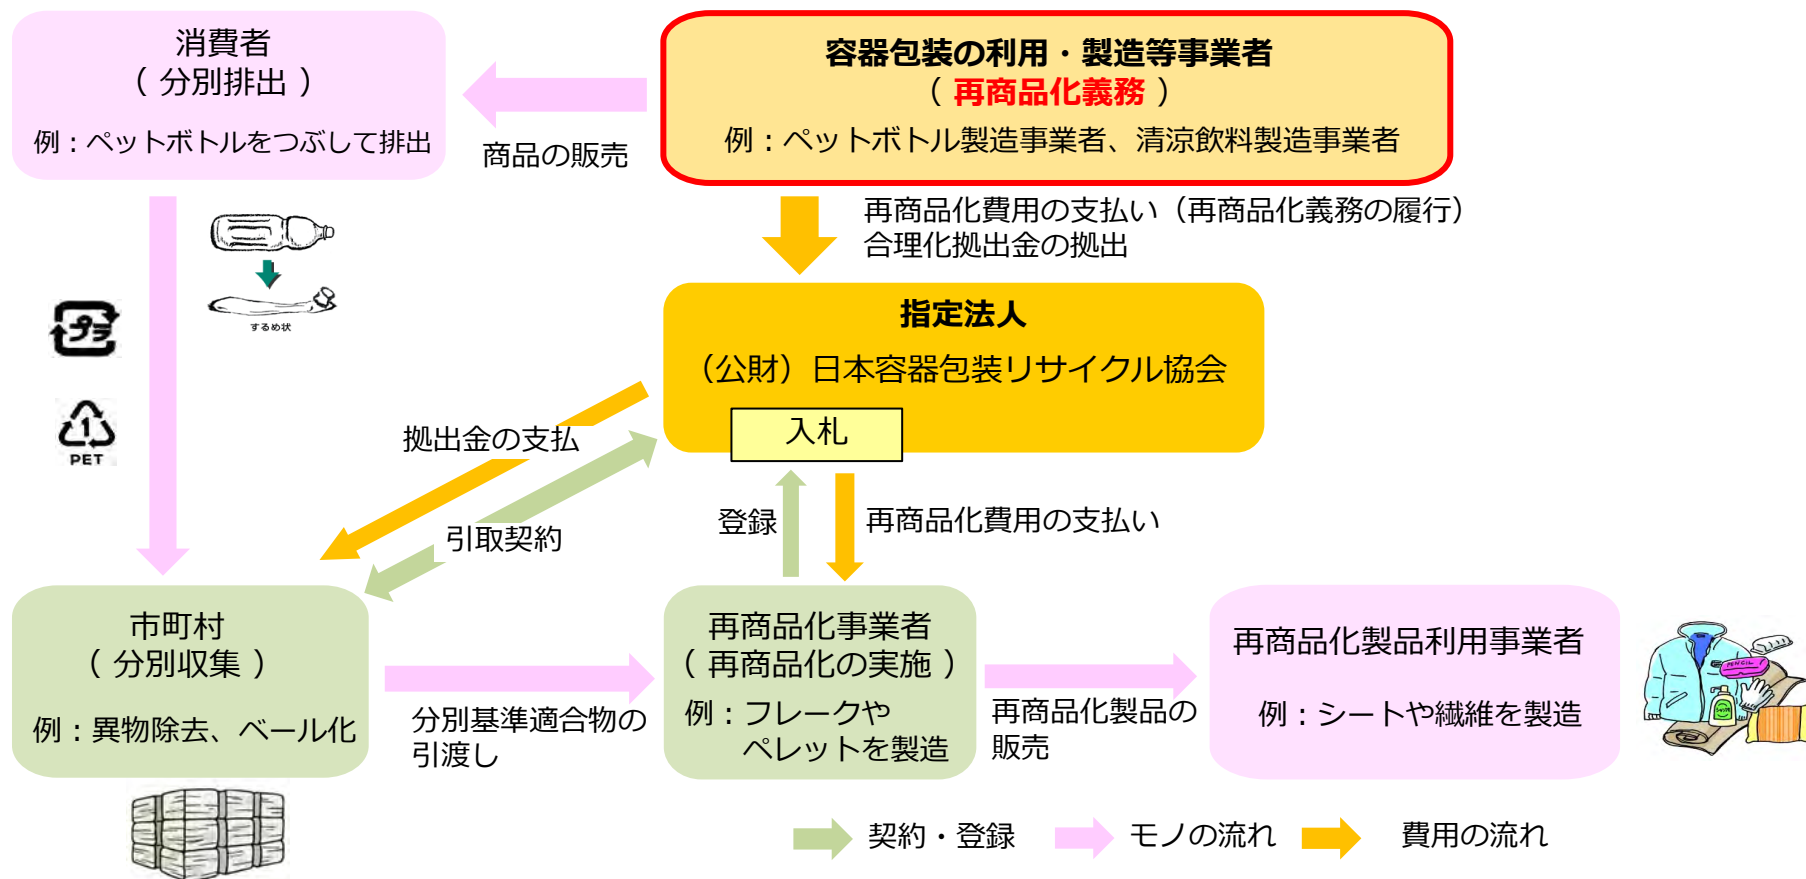 消費者
（ 分別排出 ）
例：ペットボトルをつぶして排出
容器包装の利用・製造等事業者
（ 再商品化義務 ）
例：ペットボトル製造事業者、清涼飲料製造事業者
商品の販売
再商品化費用の支払い（再商品化義務の履行）
合理化拠出金の拠出
するめ状
プラ
1
PET
指定法人
（公財）日本容器包装リサイクル協会
入札
拠出金の支払
引取契約
登録
再商品化費用の支払い
市町村
（ 分別収集 ）
例：異物除去、ベール化
分別基準適合物の
引渡し
再商品化事業者
（ 再商品化の実施 ）
例：フレークや
ペレットを製造
再商品化製品の
販売
再商品化製品利用事業者
例：シートや繊維を製造
PENCIL
契約・登録
モノの流れ
費用の流れ